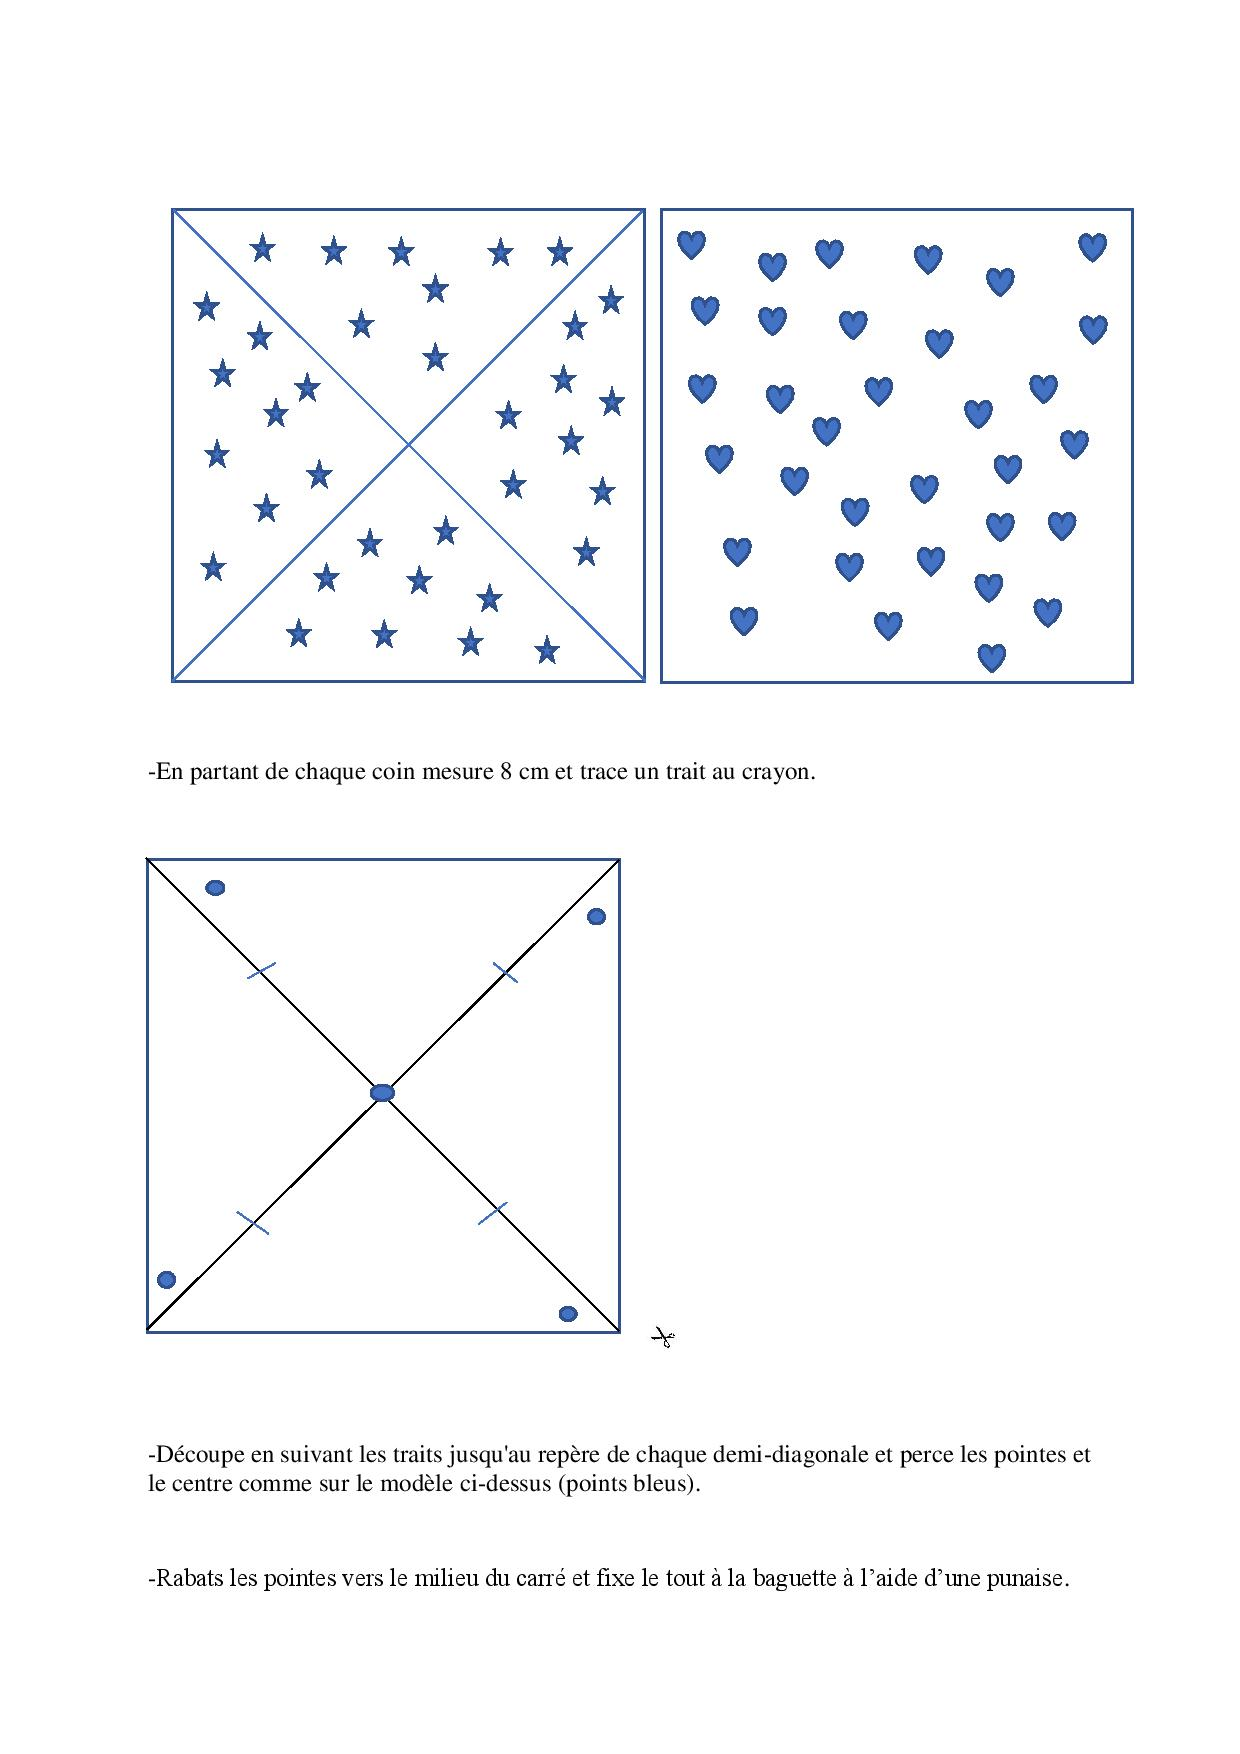 -En partant de chaque coin mesure 8 cm et trace un trait au crayon.
-Découpe en suivant les traits jusqu'au repère de chaque demi-diagonale et perce les pointes et
le centre comme sur le modèle ci-dessus (points bleus).
-Rabats les pointes vers le milieu du carré et fixe le tout à la baguette à l’aide d’une punaise.